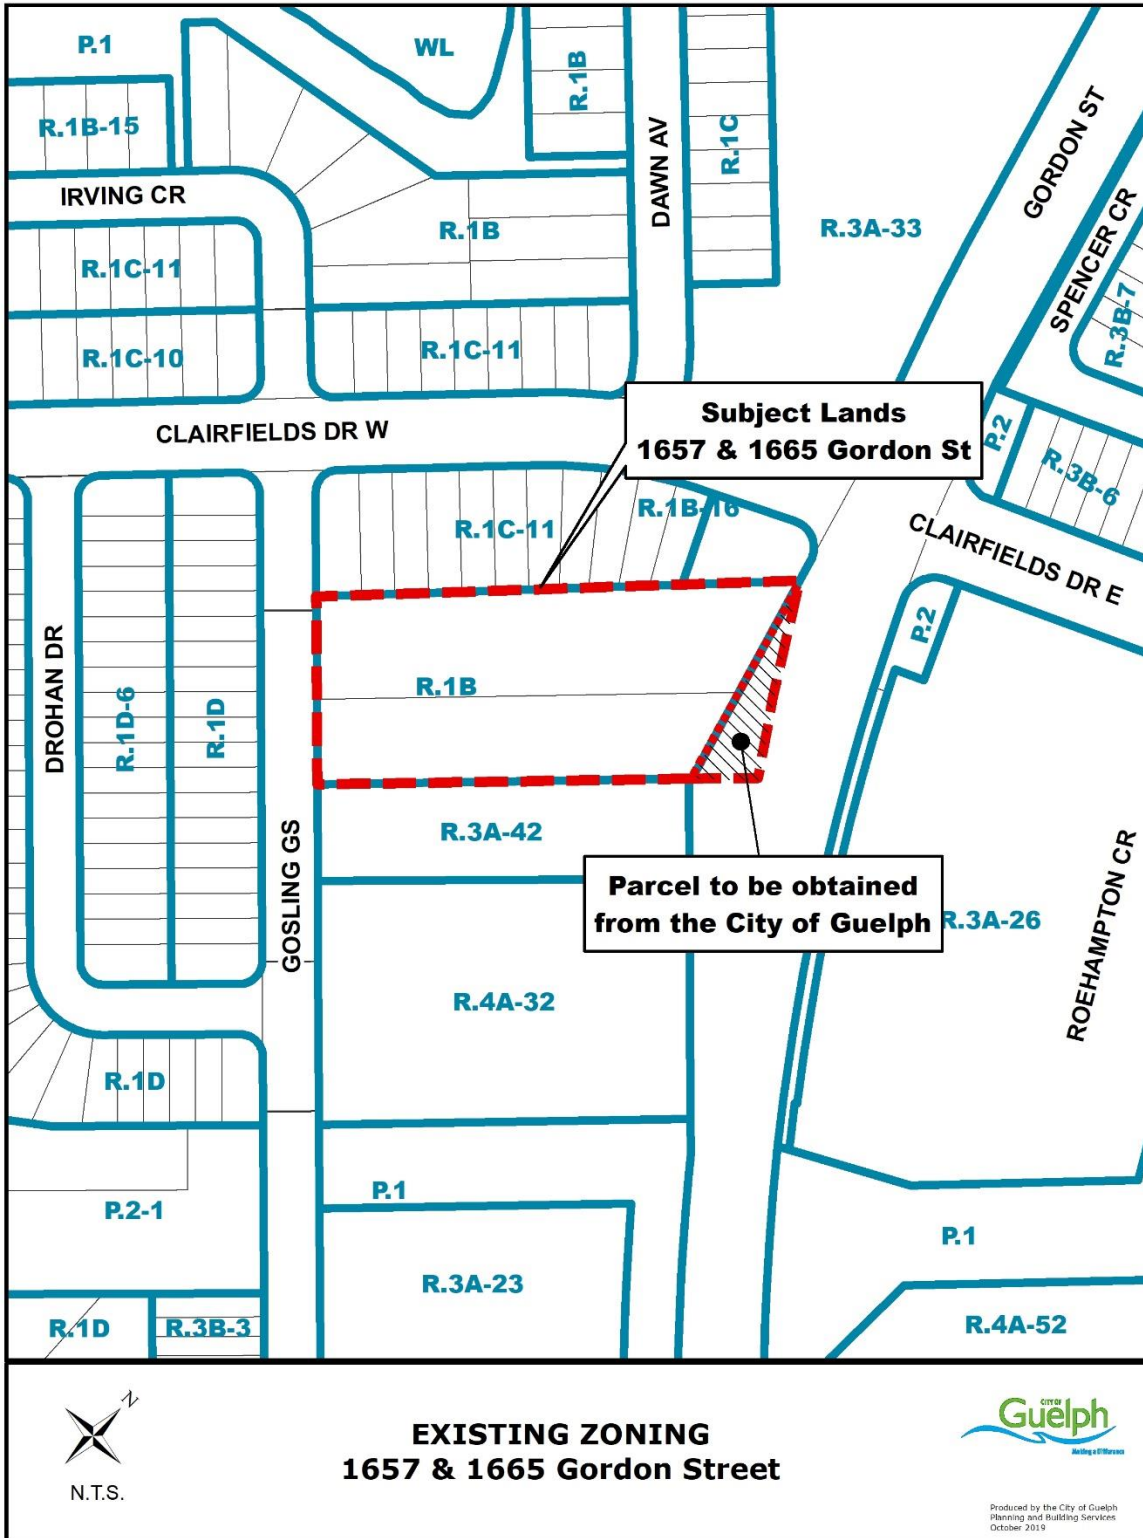 P.1
WL
R.1B
R.1B-15
R.1C
DAWN AV
GORDON ST
IRVING CR
R.1B
R.3A-33
SPENCER CR
R.1C-11
R.3B-7
R.1C-10
R.1C-11
CLAIRFIELDS DR W
Subject Lands
1657 & 1665 Gordon St
P.2
R.3B-6
R.1C-11
R.1B-16
CLAIRFIELDS DR E
P.2
DROHAN DR
R.1D-6
R.1D
R.1B
GOSLING GS
R.3A-42
Parcel to be obtained
from the City of Guelph
R.3A-26
ROEHAMPTON CR
R.4A-32
R.1D
P.1
P.2-1
P.1
R.3A-23
R.1D
R.3B-3
R.4A-52
N
N.T.S.
EXISTING ZONING
1657 & 1665 Gordon Street
CITY OF
Guelph
Making a Difference
Produced by the City of Guelph
Planning and Building Services
October 2019